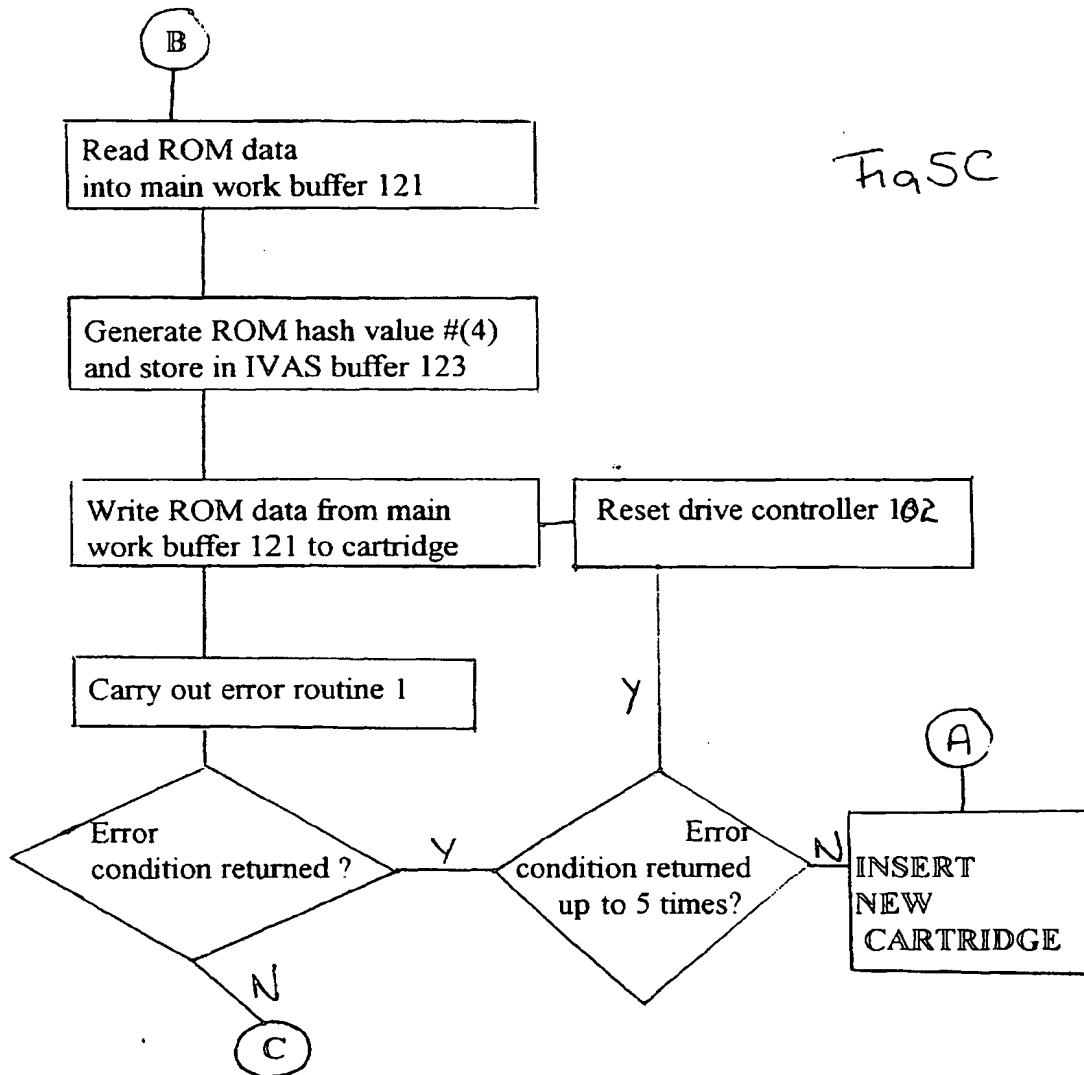 B
Read ROM data
into main work buffer 121
Fig 5C
Generate ROM hash value #(4)
and store in IVAS buffer 123
Write ROM data from main
work buffer 121 to cartridge
Reset drive controller 102
Carry out error routine 1
Y
A
Error
condition returned ?
Y
Error
condition returned
up to 5 times?
N
INSERT
NEW
CARTRIDGE
N
C